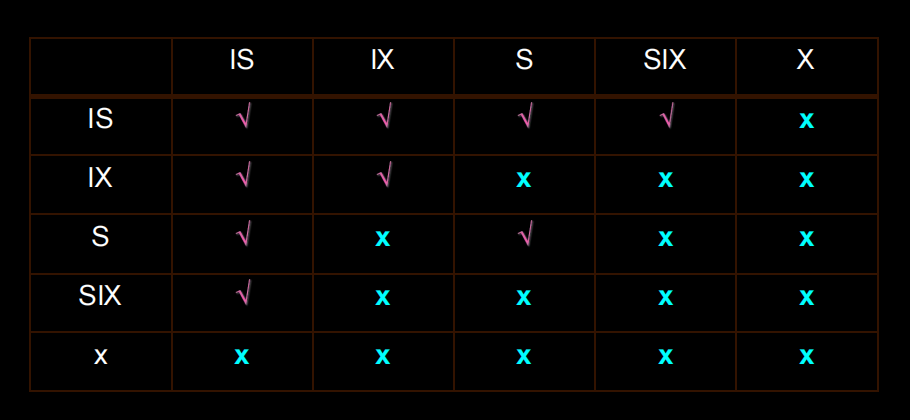 IS IX S SIX X
IS √ √ √ √ x
IX √ √ x x x
S √ x √ x x
SIX √ x x x x
x x x x x x